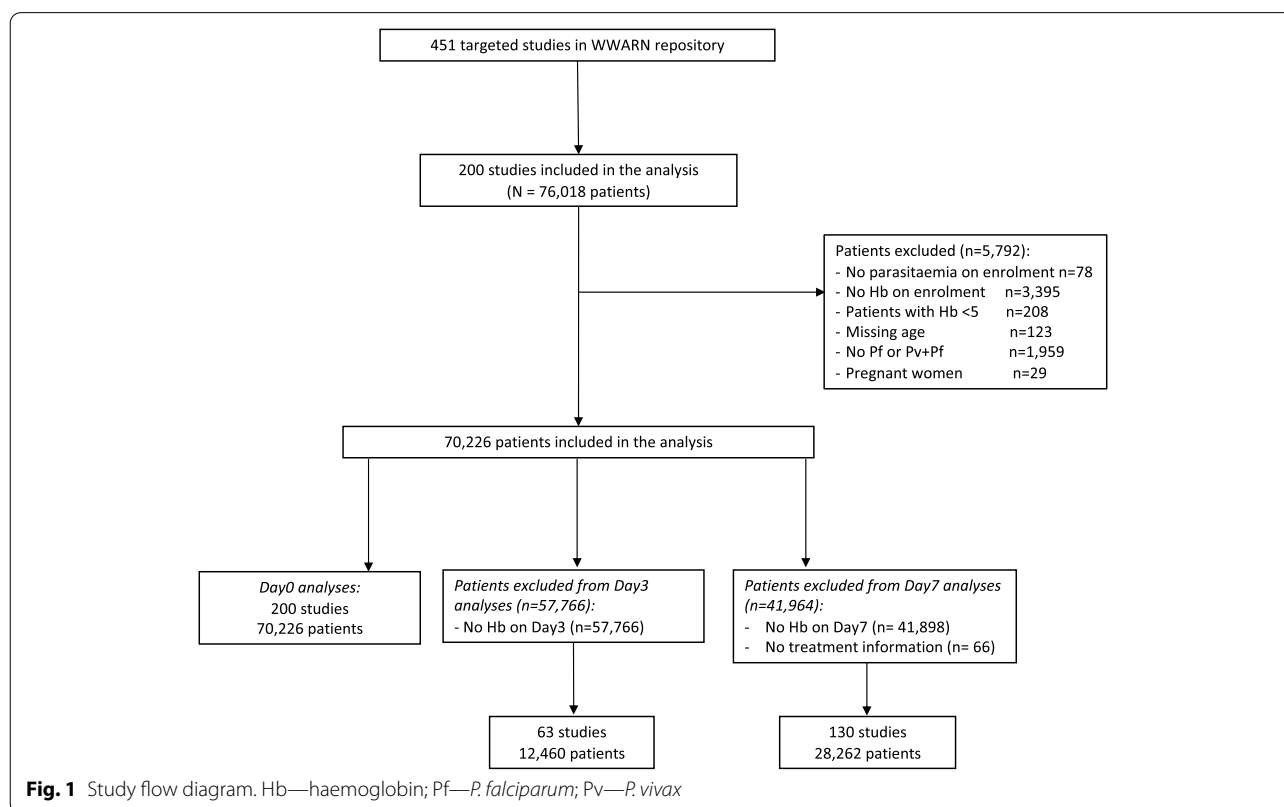 451 targeted studies in WWARN repository
200 studies included in the analysis
(N = 76,018 patients)
Patients excluded (n=5,792):
- No parasitaemia on enrolment n=78
- No Hb on enrolment n=3,395
- Patients with Hb <5 n=208
- Missing age n=123
- No Pf or Pv+Pf n=1,959
- Pregnant women n=29
70,226 patients included in the analysis
Day0 analyses:
200 studies
70,226 patients
Patients excluded from Day3
analyses (n=57,766):
- No Hb on Day3 (n=57,766)
Patients excluded from Day7 analyses
(n=41,964):
- No Hb on Day7 (n= 41,898)
- No treatment information (n= 66)
63 studies
12,460 patients
130 studies
28,262 patients
Fig. 1 Study flow diagram. Hb—haemoglobin; Pf—P. falciparum; Pv—P. vivax